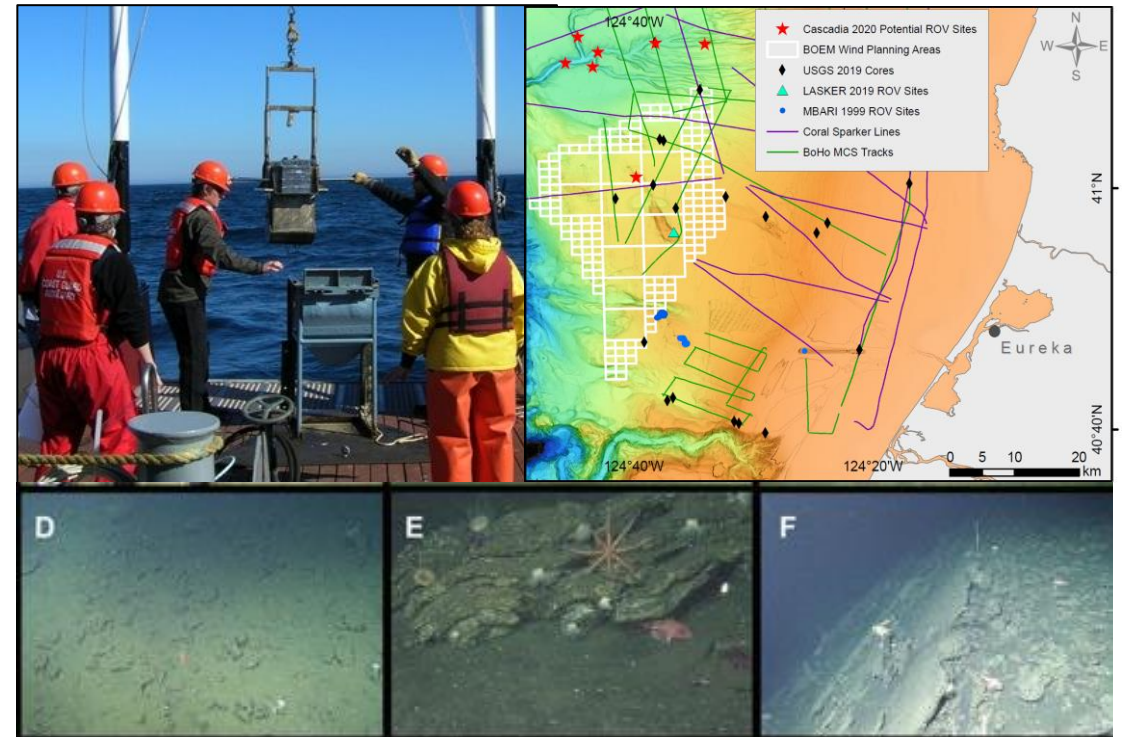 U.S.
COAST GUARD
124°40'W
Cascadia 2020 Potential ROV Sites
BOEM Wind Planning Areas
USGS 2019 Cores
LASKER 2019 ROV Sites
MBARI 1999 ROV Sites
Coral Sparker Lines
BoHo MCS Tracks
N
W E
S
41°N
Eureka
40°40'N
124°40'W
124°20'W
0 5 10 20
km
D
E
F